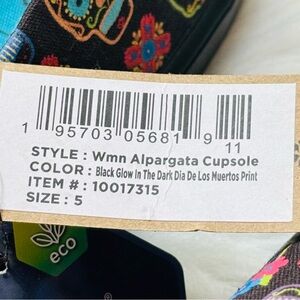 1 95703 05681 9 11
STYLE : Wmn Alpargata Cupsole
COLOR : Black Glow In The Dark Dia De Los Muertos Print
ITEM # : 10017315
SIZE : 5
eco